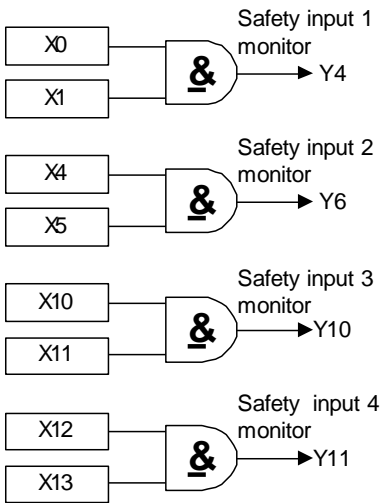 Safety input 1
monitor
X0
X1
&
Y4
Safety input 2
monitor
X4
X5
&
Y6
Safety input 3
monitor
X10
X11
&
Y10
Safety input 4
monitor
X12
X13
&
Y11